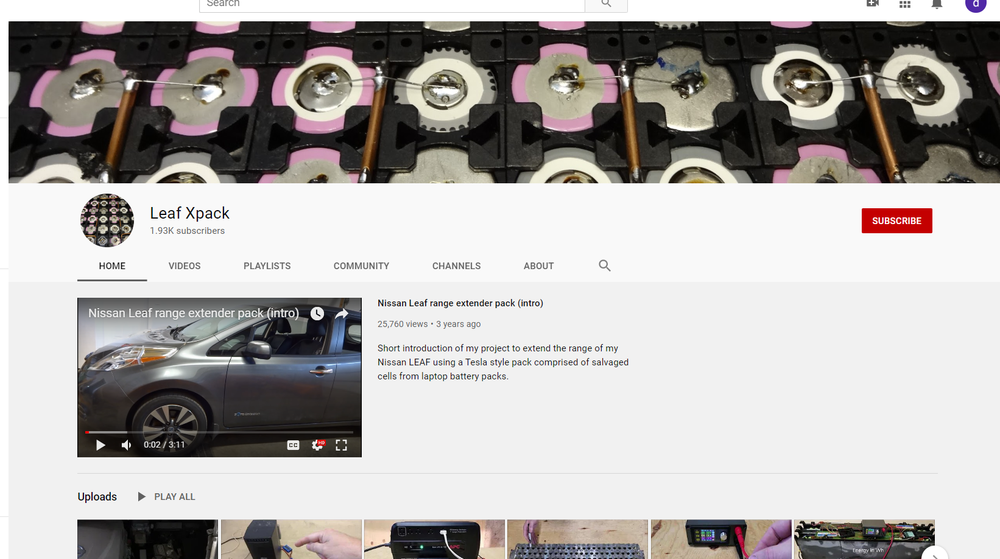 Search
d
Leaf Xpack
1.93K subscribers
SUBSCRIBE
HOME VIDEOS PLAYLISTS COMMUNITY CHANNELS ABOUT
Nissan Leaf range extender pack (intro)
0:02 / 3:11
CC
HD
Nissan Leaf range extender pack (intro)
25,760 views • 3 years ago
Short introduction of my project to extend the range of my
Nissan LEAF using a Tesla style pack comprised of salvaged
cells from laptop battery packs.
Uploads PLAY ALL
APC
Energy in Wh